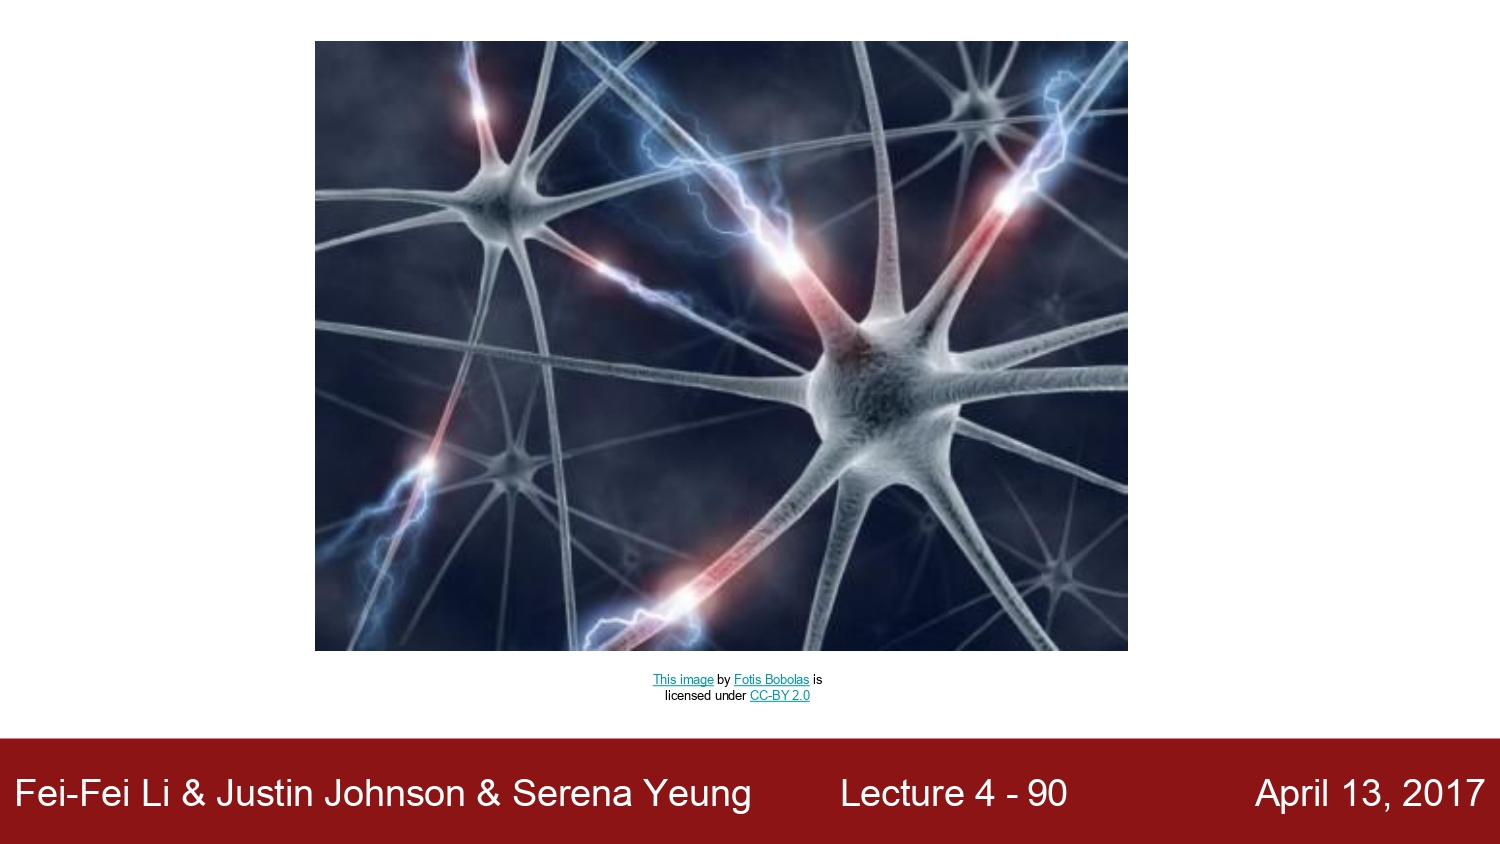 This image by Fotis Bobolas is
licensed under CC-BY 2.0
Fei-Fei Li & Justin Johnson & Serena Yeung
Lecture 4 - 90
April 13, 2017